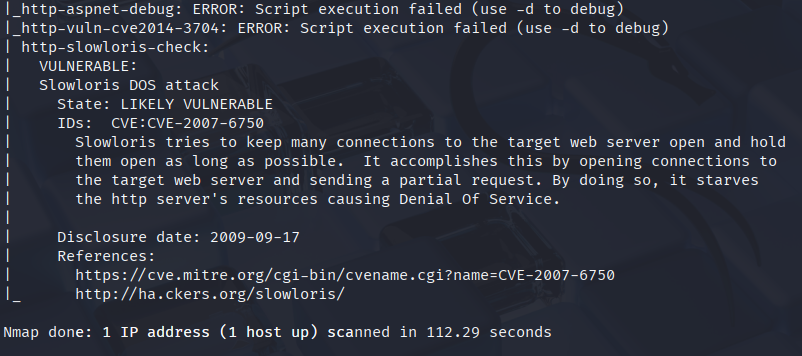 |_http-aspnet-debug: ERROR: Script execution failed (use -d to debug)
|_http-vuln-cve2014-3704: ERROR: Script execution failed (use -d to debug)
| http-slowloris-check:
|   VULNERABLE:
|   Slowloris DOS attack
|     State: LIKELY VULNERABLE
|     IDs:  CVE:CVE-2007-6750
|       Slowloris tries to keep many connections to the target web server open and hold
|       them open as long as possible.  It accomplishes this by opening connections to
|       the target web server and sending a partial request. By doing so, it starves
|       the http server's resources causing Denial Of Service.
|
|     Disclosure date: 2009-09-17
|     References:
|       https://cve.mitre.org/cgi-bin/cvename.cgi?name=CVE-2007-6750
|_      http://ha.ckers.org/slowloris/
Nmap done: 1 IP address (1 host up) scanned in 112.29 seconds